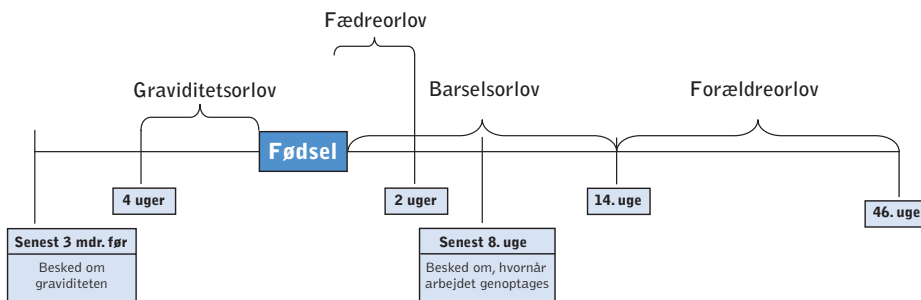 Fædreorlov
Graviditetsorlov
Barselsorlov
Forældreorlov
Fødsel
4 uger
2 uger
14. uge
46. uge
Senest 3 mdr. før
Besked om
graviditeten
Senest 8. uge
Besked om, hvornår
arbejdet genoptages